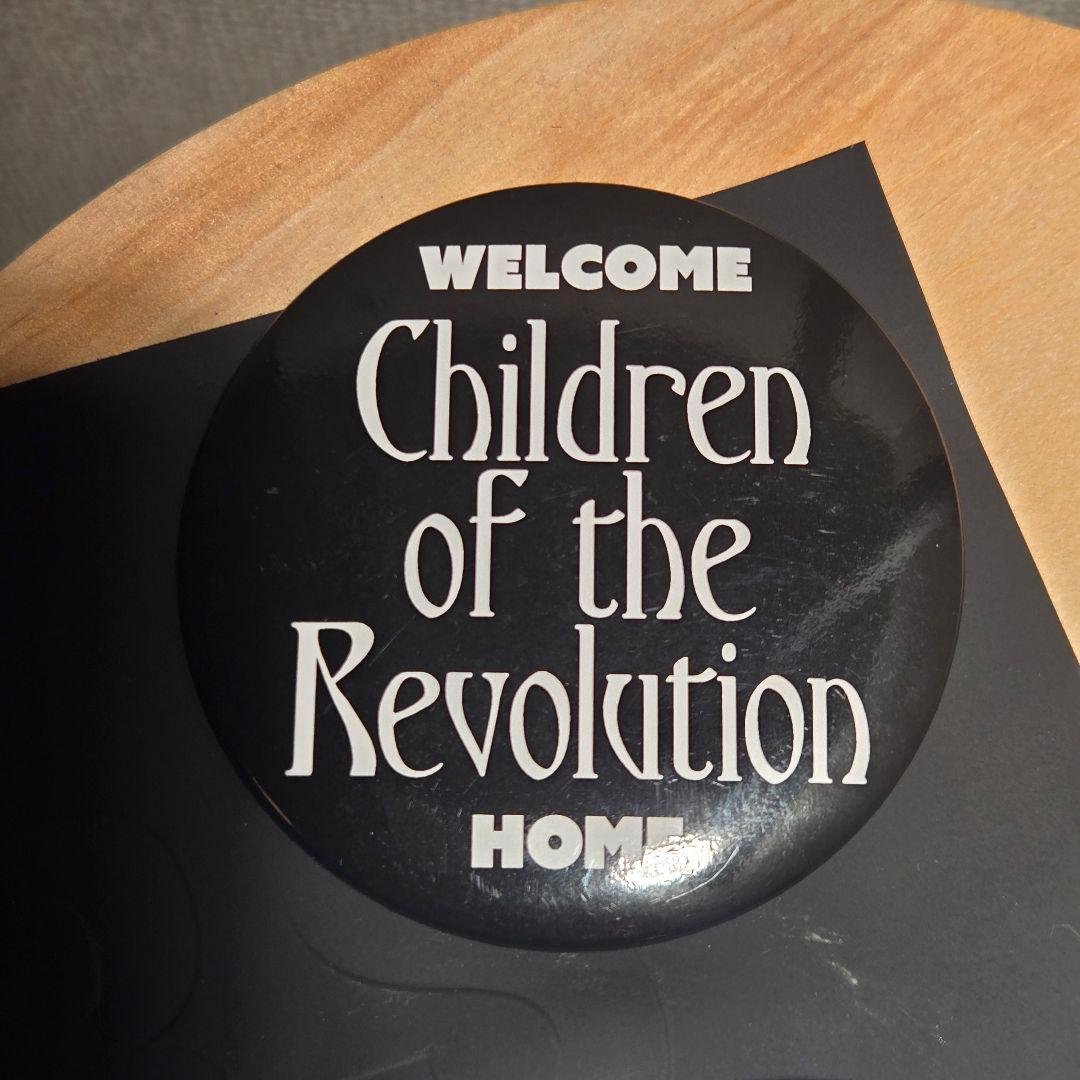 WELCOME
Children
of the
Revolution
HOME